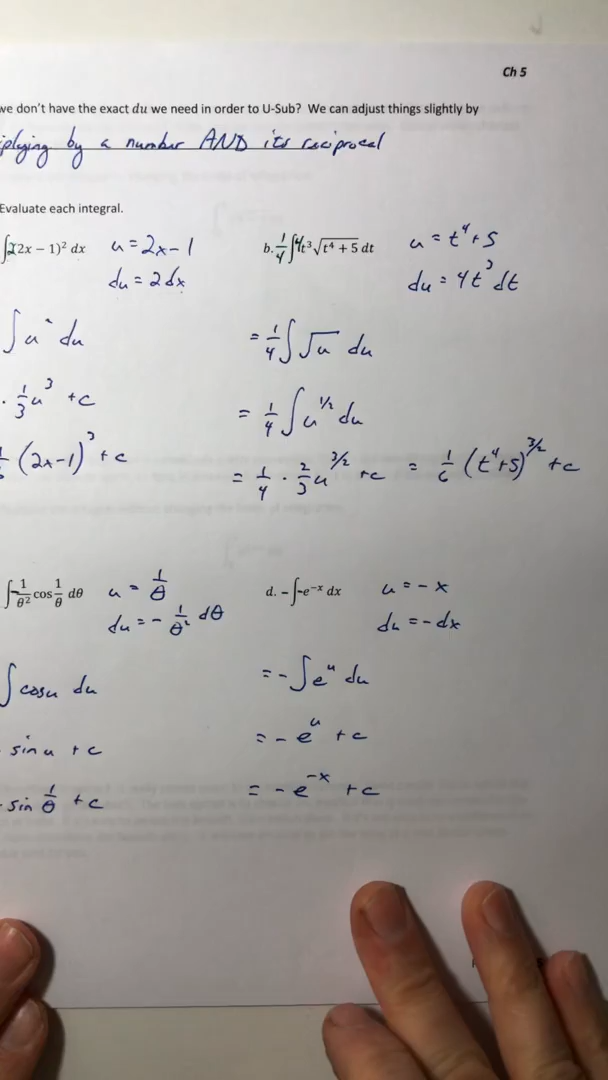 Ch 5
we don't have the exact du we need in order to U-Sub? We can adjust things slightly by
plying by a number AND its reciprocal
Evaluate each integral.
∫2(2x − 1)² dx u = 2x-1
du = 2dx
∫u² du
· 1/3 u³ + c
(2x-1)³ + c
b. 1/4 ∫4t³√(t⁴ + 5) dt u = t⁴+5
du = 4t³ dt
= 1/4 ∫√u du
= 1/4 ∫u^(1/2) du
= 1/4 · 2/3 u^(3/2) + c = 1/6 (t⁴+5)^(3/2) + c
∫-1/θ² cos 1/θ dθ u = 1/θ
du = - 1/θ² dθ
∫cosu du
- sin u + c
- sin 1/θ + c
d. -∫-e^(-x) dx u = -x
du = -dx
= -∫e^u du
= -e^u + c
= -e^(-x) + c